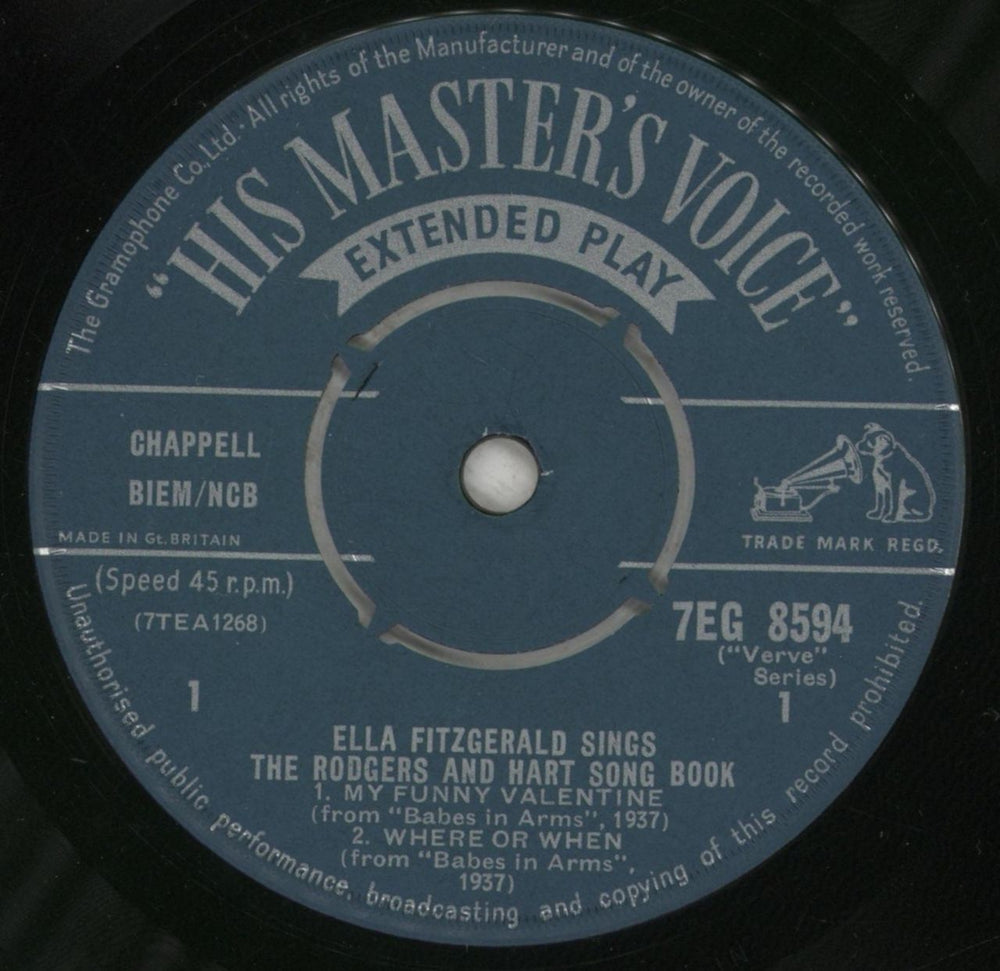 The Gramophone Co., Ltd · All rights of the Manufacturer and of the owner of the recorded work reserved.
“HIS MASTER'S VOICE”
EXTENDED PLAY
CHAPPELL
BIEM/NCB
MADE IN Gt. BRITAIN
TRADE MARK REGD.
(Speed 45 r.p.m.)
(7TEA1268)
7EG 8594
("Verve"
Series)
1
1
ELLA FITZGERALD SINGS
THE RODGERS AND HART SONG BOOK
1. MY FUNNY VALENTINE
(from "Babes in Arms", 1937)
2. WHERE OR WHEN
(from "Babes in Arms",
1937)
Unauthorised public performance, broadcasting and copying of this record prohibited.